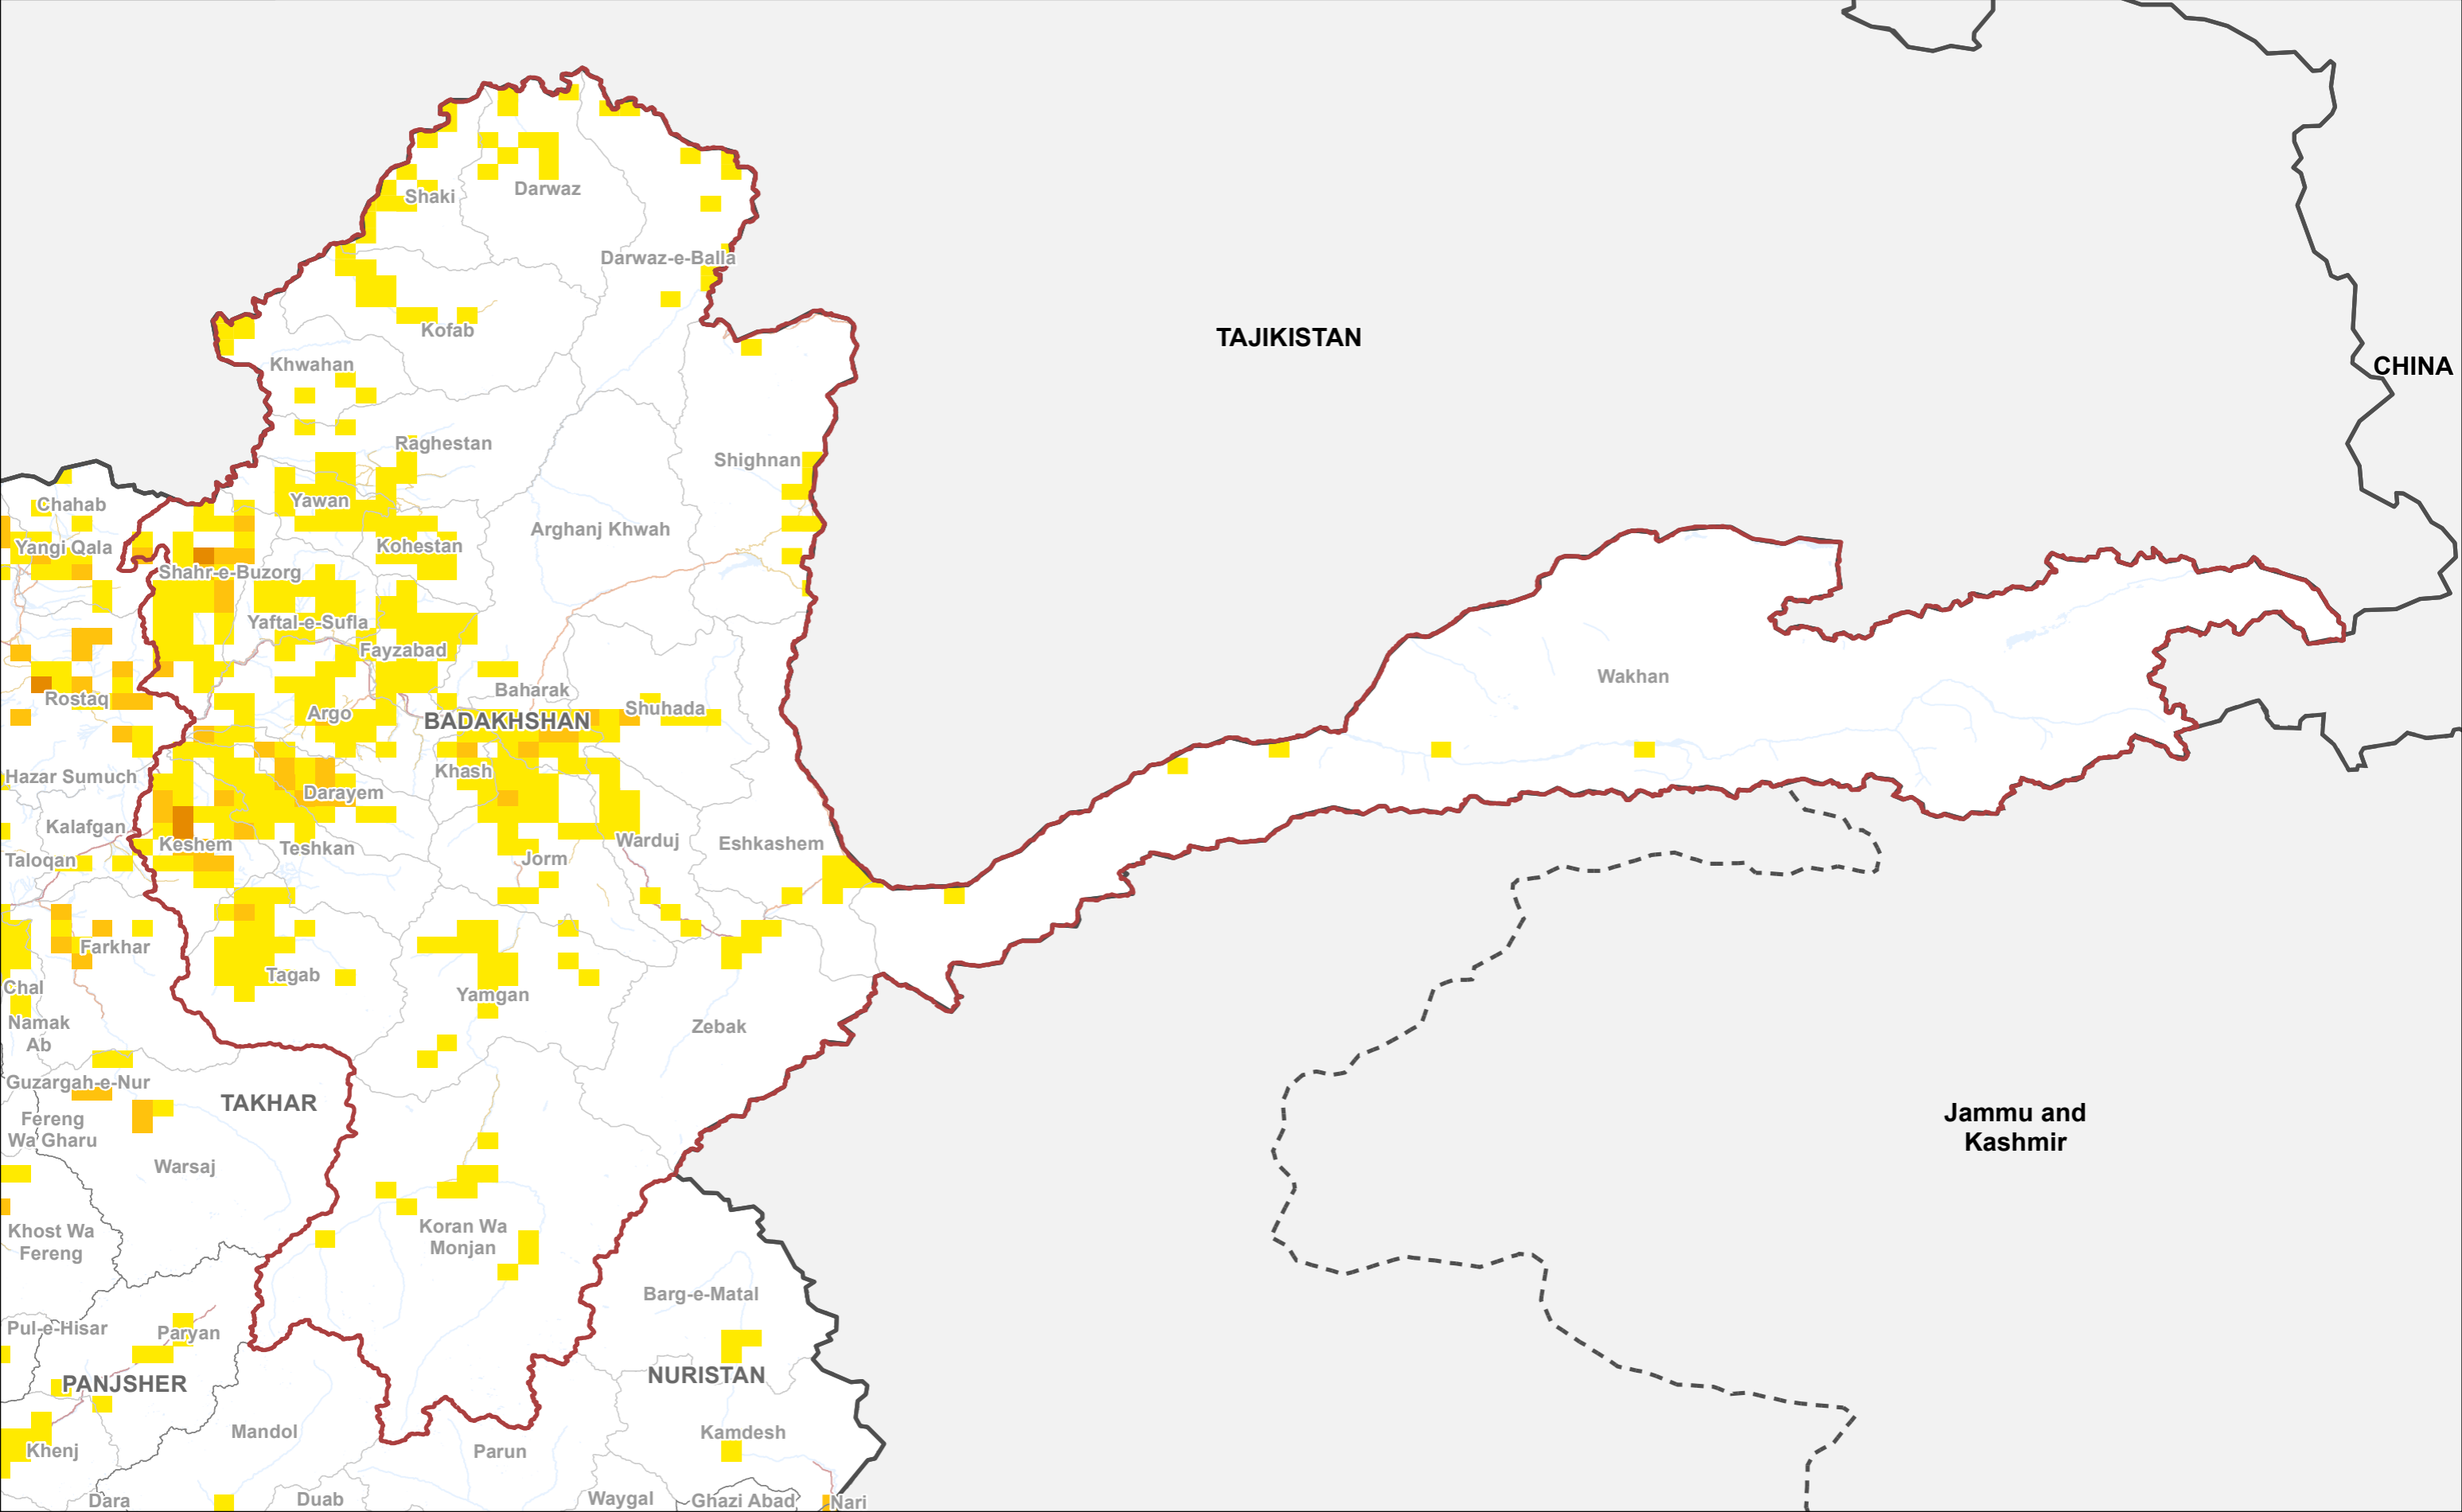 Shaki
Darwaz
Darwaz-e-Balla
Kofab
TAJIKISTAN
Khwahan
CHINA
Raghestan
Shighnan
Yawan
Chahab
Arghanj Khwah
Yangi Qala
Kohestan
Shahr-e-Buzorg
Yaftal-e-Sufla
Fayzabad
Wakhan
Baharak
Rostaq
Shuhada
Argo
BADAKHSHAN
Khash
Hazar Sumuch
Darayem
Kalafgan
Warduj
Eshkashem
Keshem
Teshkan
Taloqan
Jorm
Farkhar
Tagab
Chal
Yamgan
Namak
Ab
Zebak
Guzargah-e-Nur
TAKHAR
Jammu and
Kashmir
Fereng
Wa Gharu
Warsaj
Khost Wa
Fereng
Koran Wa
Monjan
Barg-e-Matal
Pul-e-Hisar
Paryan
NURISTAN
PANJSHER
Mandol
Kamdesh
Khenj
Parun
Dara
Duab
Waygal
Ghazi Abad
Nari